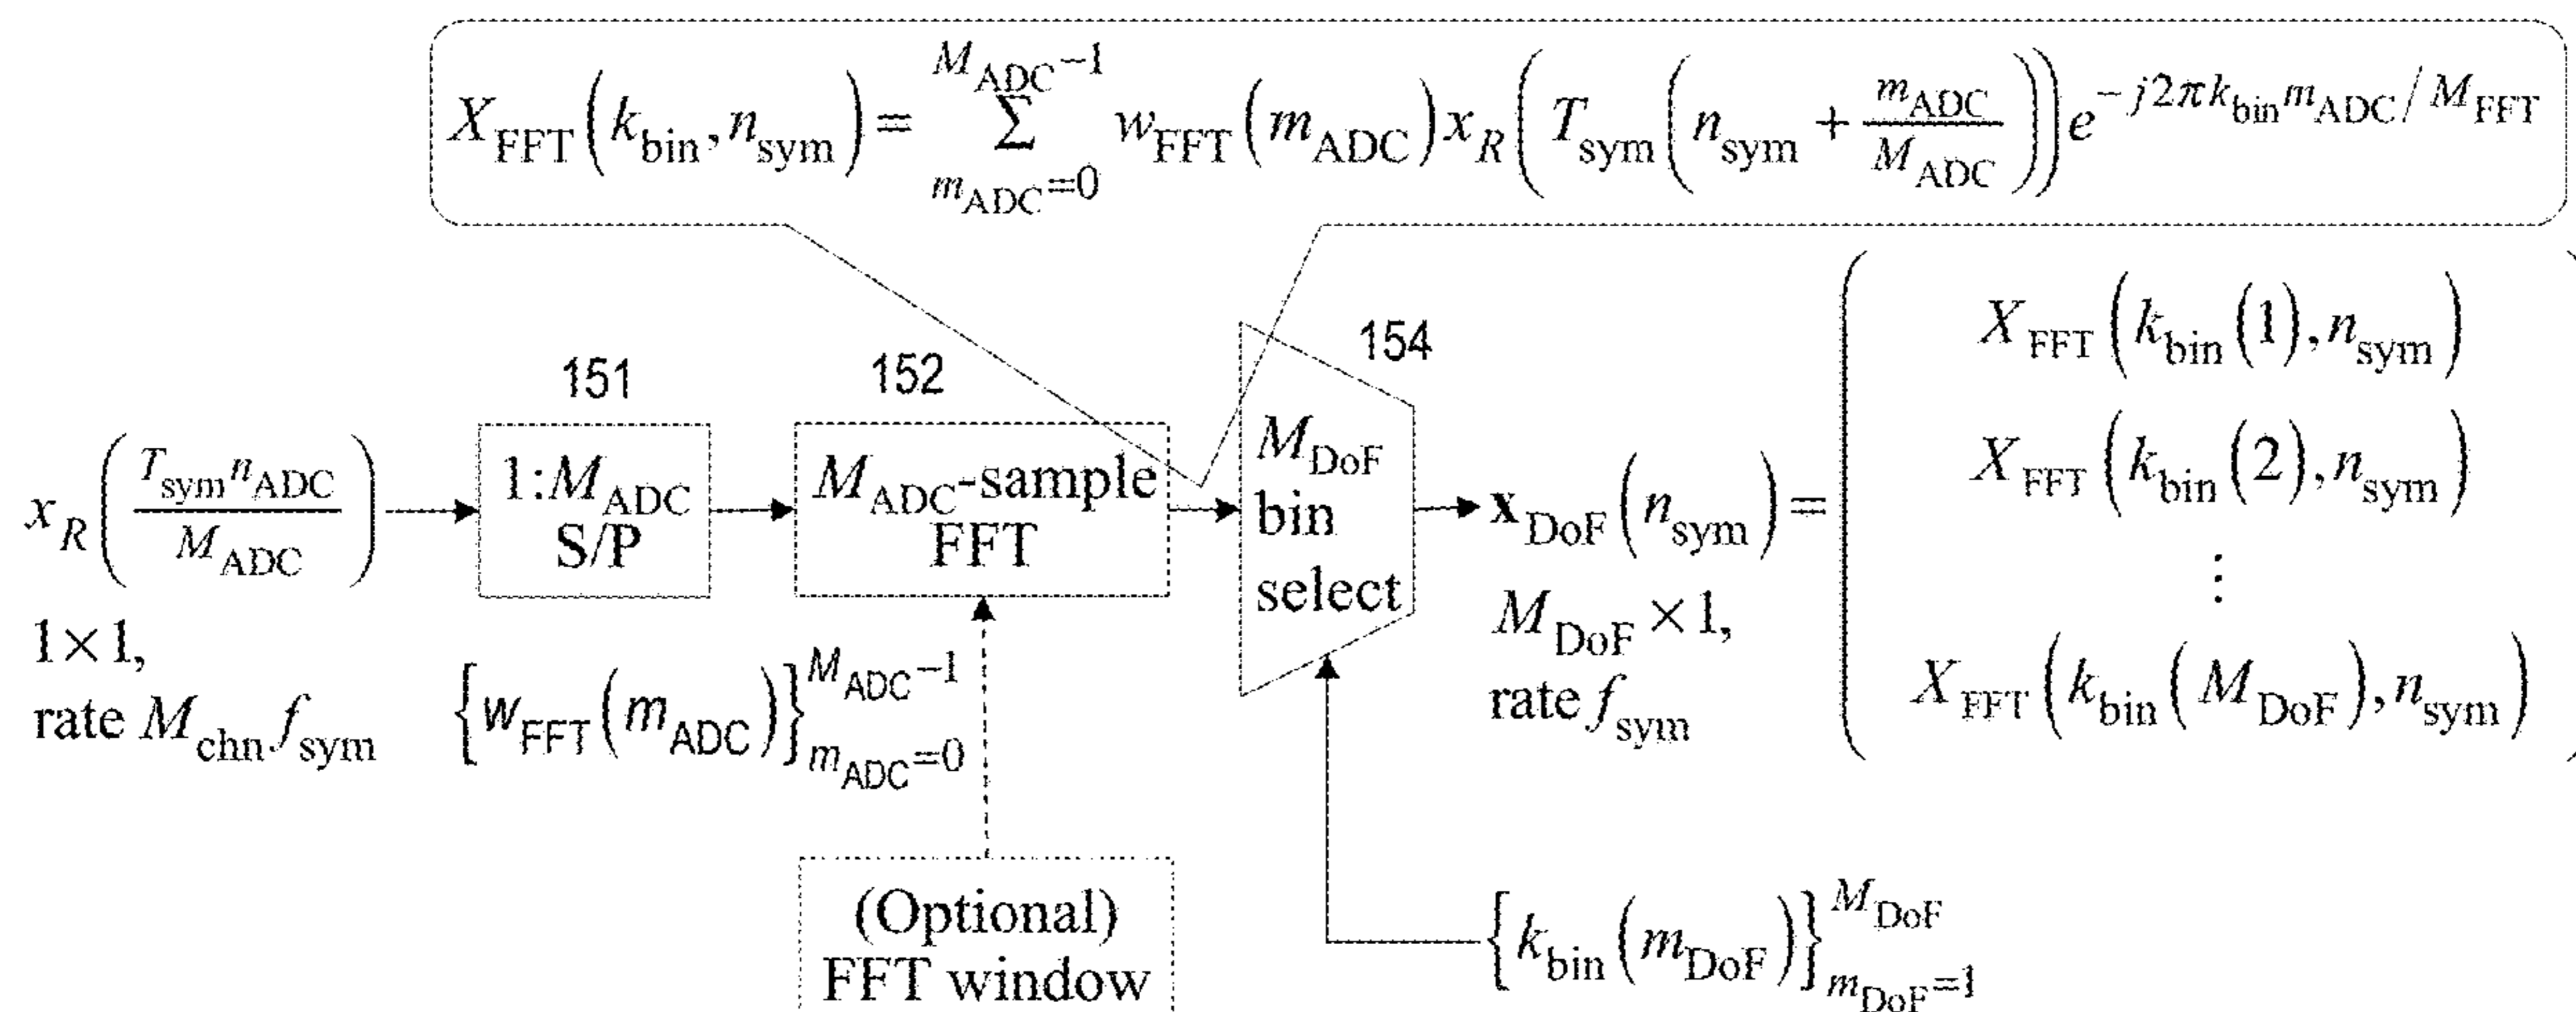 X_FFT(k_bin, n_sym) = Σ_{m_ADC=0}^{M_ADC−1} w_FFT(m_ADC) x_R(T_sym(n_sym + m_ADC/M_ADC)) e^{−j2πk_bin m_ADC / M_FFT}
151
152
154
x_R(T_sym n_ADC / M_ADC)
1×1,
rate M_chn f_sym
1:M_ADC
S/P
M_ADC-sample
FFT
{w_FFT(m_ADC)}_{m_ADC=0}^{M_ADC−1}
(Optional)
FFT window
M_DoF
bin
select
{k_bin(m_DoF)}_{m_DoF=1}^{M_DoF}
x_DoF(n_sym) =
M_DoF × 1,
rate f_sym
X_FFT(k_bin(1), n_sym)
X_FFT(k_bin(2), n_sym)
⋮
X_FFT(k_bin(M_DoF), n_sym)